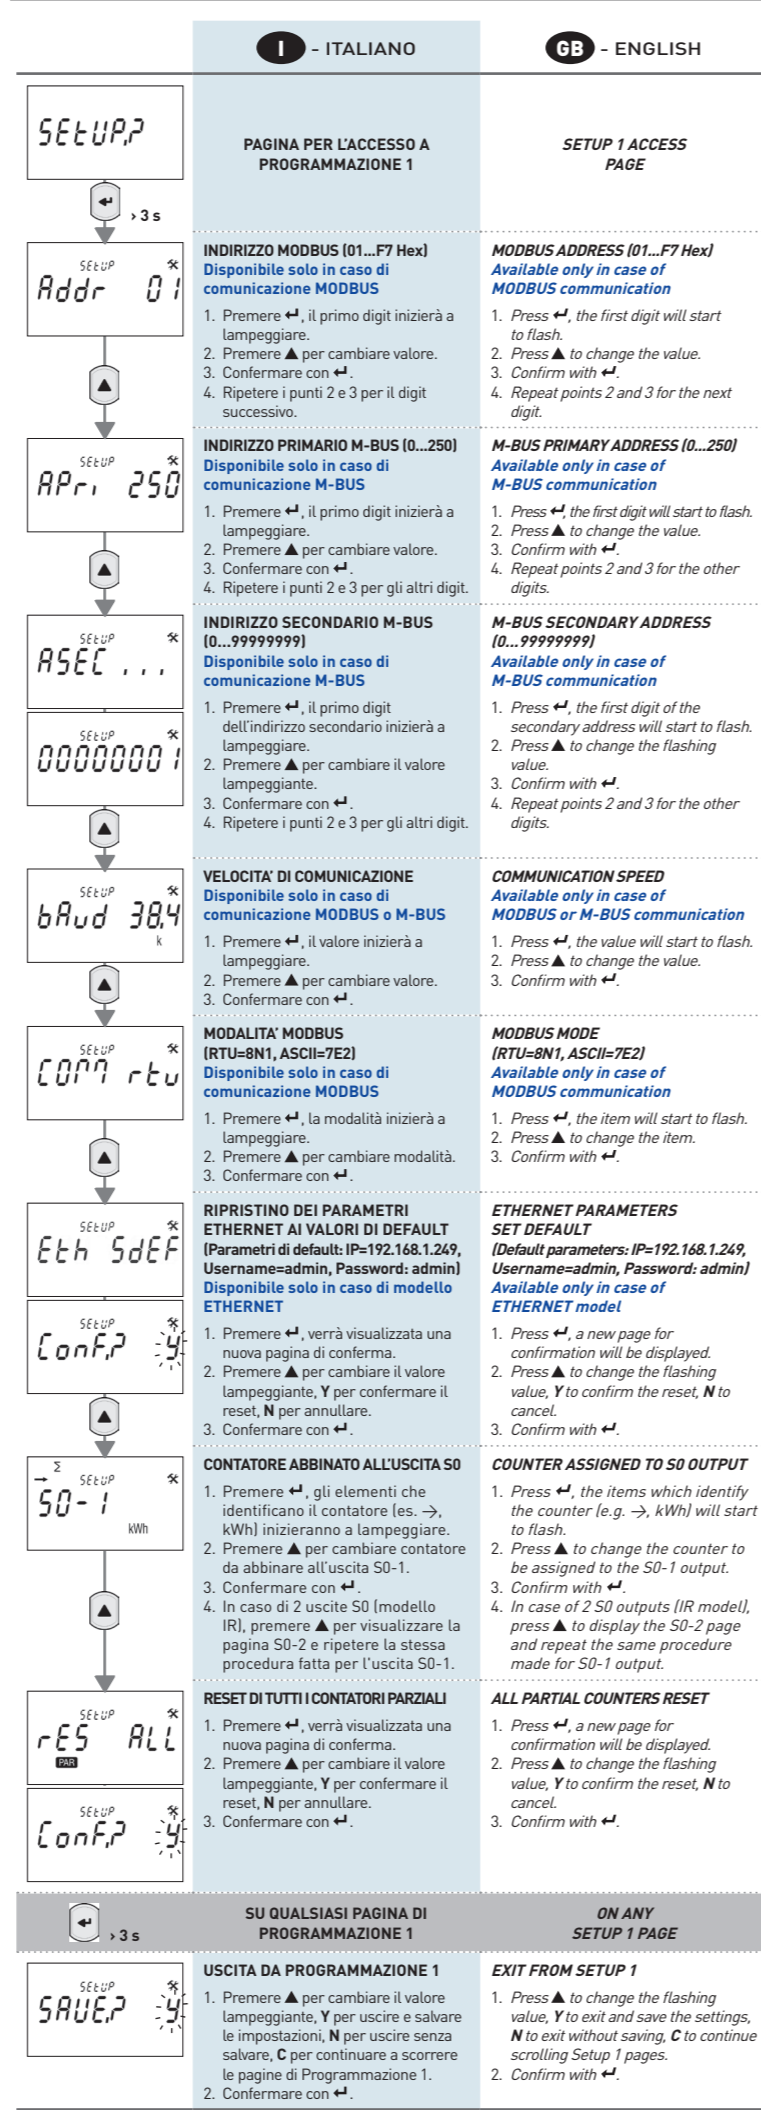 I - ITALIANO
GB - ENGLISH
SEtUP,?
PAGINA PER L'ACCESSO A
PROGRAMMAZIONE 1
SETUP 1 ACCESS
PAGE
↵ › 3 s
SEtUP
Addr 01
INDIRIZZO MODBUS (01...F7 Hex)
Disponibile solo in caso di
comunicazione MODBUS
1. Premere ↵, il primo digit inizierà a
lampeggiare.
2. Premere ▲ per cambiare valore.
3. Confermare con ↵.
4. Ripetere i punti 2 e 3 per il digit
successivo.
MODBUS ADDRESS (01...F7 Hex)
Available only in case of
MODBUS communication
1. Press ↵, the first digit will start
to flash.
2. Press ▲ to change the value.
3. Confirm with ↵.
4. Repeat points 2 and 3 for the next
digit.
▲
SEtUP
APri 250
INDIRIZZO PRIMARIO M-BUS (0...250)
Disponibile solo in caso di
comunicazione M-BUS
1. Premere ↵, il primo digit inizierà a
lampeggiare.
2. Premere ▲ per cambiare valore.
3. Confermare con ↵.
4. Ripetere i punti 2 e 3 per gli altri digit.
M-BUS PRIMARY ADDRESS (0...250)
Available only in case of
M-BUS communication
1. Press ↵, the first digit will start to flash.
2. Press ▲ to change the value.
3. Confirm with ↵.
4. Repeat points 2 and 3 for the other
digits.
▲
SEtUP
ASEC ...
SEtUP
00000001
INDIRIZZO SECONDARIO M-BUS
(0...99999999)
Disponibile solo in caso di
comunicazione M-BUS
1. Premere ↵, il primo digit
dell'indirizzo secondario inizierà a
lampeggiare.
2. Premere ▲ per cambiare il valore
lampeggiante.
3. Confermare con ↵.
4. Ripetere i punti 2 e 3 per gli altri digit.
M-BUS SECONDARY ADDRESS
(0...99999999)
Available only in case of
M-BUS communication
1. Press ↵, the first digit of the
secondary address will start to flash.
2. Press ▲ to change the flashing
value.
3. Confirm with ↵.
4. Repeat points 2 and 3 for the other
digits.
▲
SEtUP
bAud 38.4
k
VELOCITA' DI COMUNICAZIONE
Disponibile solo in caso di
comunicazione MODBUS o M-BUS
1. Premere ↵, il valore inizierà a
lampeggiare.
2. Premere ▲ per cambiare valore.
3. Confermare con ↵.
COMMUNICATION SPEED
Available only in case of
MODBUS or M-BUS communication
1. Press ↵, the value will start to flash.
2. Press ▲ to change the value.
3. Confirm with ↵.
▲
SEtUP
COM rtu
MODALITA' MODBUS
(RTU=8N1, ASCII=7E2)
Disponibile solo in caso di
comunicazione MODBUS
1. Premere ↵, la modalità inizierà a
lampeggiare.
2. Premere ▲ per cambiare modalità.
3. Confermare con ↵.
MODBUS MODE
(RTU=8N1, ASCII=7E2)
Available only in case of
MODBUS communication
1. Press ↵, the item will start to flash.
2. Press ▲ to change the item.
3. Confirm with ↵.
▲
SEtUP
Eth SdEF
SEtUP
ConF,? Y
RIPRISTINO DEI PARAMETRI
ETHERNET AI VALORI DI DEFAULT
(Parametri di default: IP=192.168.1.249,
Username=admin, Password: admin)
Disponibile solo in caso di modello
ETHERNET
1. Premere ↵, verrà visualizzata una
nuova pagina di conferma.
2. Premere ▲ per cambiare il valore
lampeggiante, Y per confermare il
reset, N per annullare.
3. Confermare con ↵.
ETHERNET PARAMETERS
SET DEFAULT
(Default parameters: IP=192.168.1.249,
Username=admin, Password: admin)
Available only in case of
ETHERNET model
1. Press ↵, a new page for
confirmation will be displayed.
2. Press ▲ to change the flashing
value, Y to confirm the reset, N to
cancel.
3. Confirm with ↵.
▲
→ Σ SEtUP
S0-1
kWh
CONTATORE ABBINATO ALL'USCITA S0
1. Premere ↵, gli elementi che
identificano il contatore (es. →,
kWh) inizieranno a lampeggiare.
2. Premere ▲ per cambiare contatore
da abbinare all'uscita S0-1.
3. Confermare con ↵.
4. In caso di 2 uscite S0 (modello
IR), premere ▲ per visualizzare la
pagina S0-2 e ripetere la stessa
procedura fatta per l'uscita S0-1.
COUNTER ASSIGNED TO S0 OUTPUT
1. Press ↵, the items which identify
the counter (e.g. →, kWh) will start
to flash.
2. Press ▲ to change the counter to
be assigned to the S0-1 output.
3. Confirm with ↵.
4. In case of 2 S0 outputs (IR model),
press ▲ to display the S0-2 page
and repeat the same procedure
made for S0-1 output.
▲
SEtUP
rES ALL
PAR
SEtUP
ConF,? Y
RESET DI TUTTI I CONTATORI PARZIALI
1. Premere ↵, verrà visualizzata una
nuova pagina di conferma.
2. Premere ▲ per cambiare il valore
lampeggiante, Y per confermare il
reset, N per annullare.
3. Confermare con ↵.
ALL PARTIAL COUNTERS RESET
1. Press ↵, a new page for
confirmation will be displayed.
2. Press ▲ to change the flashing
value, Y to confirm the reset, N to
cancel.
3. Confirm with ↵.
↵ › 3 s
SU QUALSIASI PAGINA DI
PROGRAMMAZIONE 1
ON ANY
SETUP 1 PAGE
SEtUP
SAVE,? Y
USCITA DA PROGRAMMAZIONE 1
1. Premere ▲ per cambiare il valore
lampeggiante, Y per uscire e salvare
le impostazioni, N per uscire senza
salvare, C per continuare a scorrere
le pagine di Programmazione 1.
2. Confermare con ↵.
EXIT FROM SETUP 1
1. Press ▲ to change the flashing
value, Y to exit and save the settings,
N to exit without saving, C to continue
scrolling Setup 1 pages.
2. Confirm with ↵.